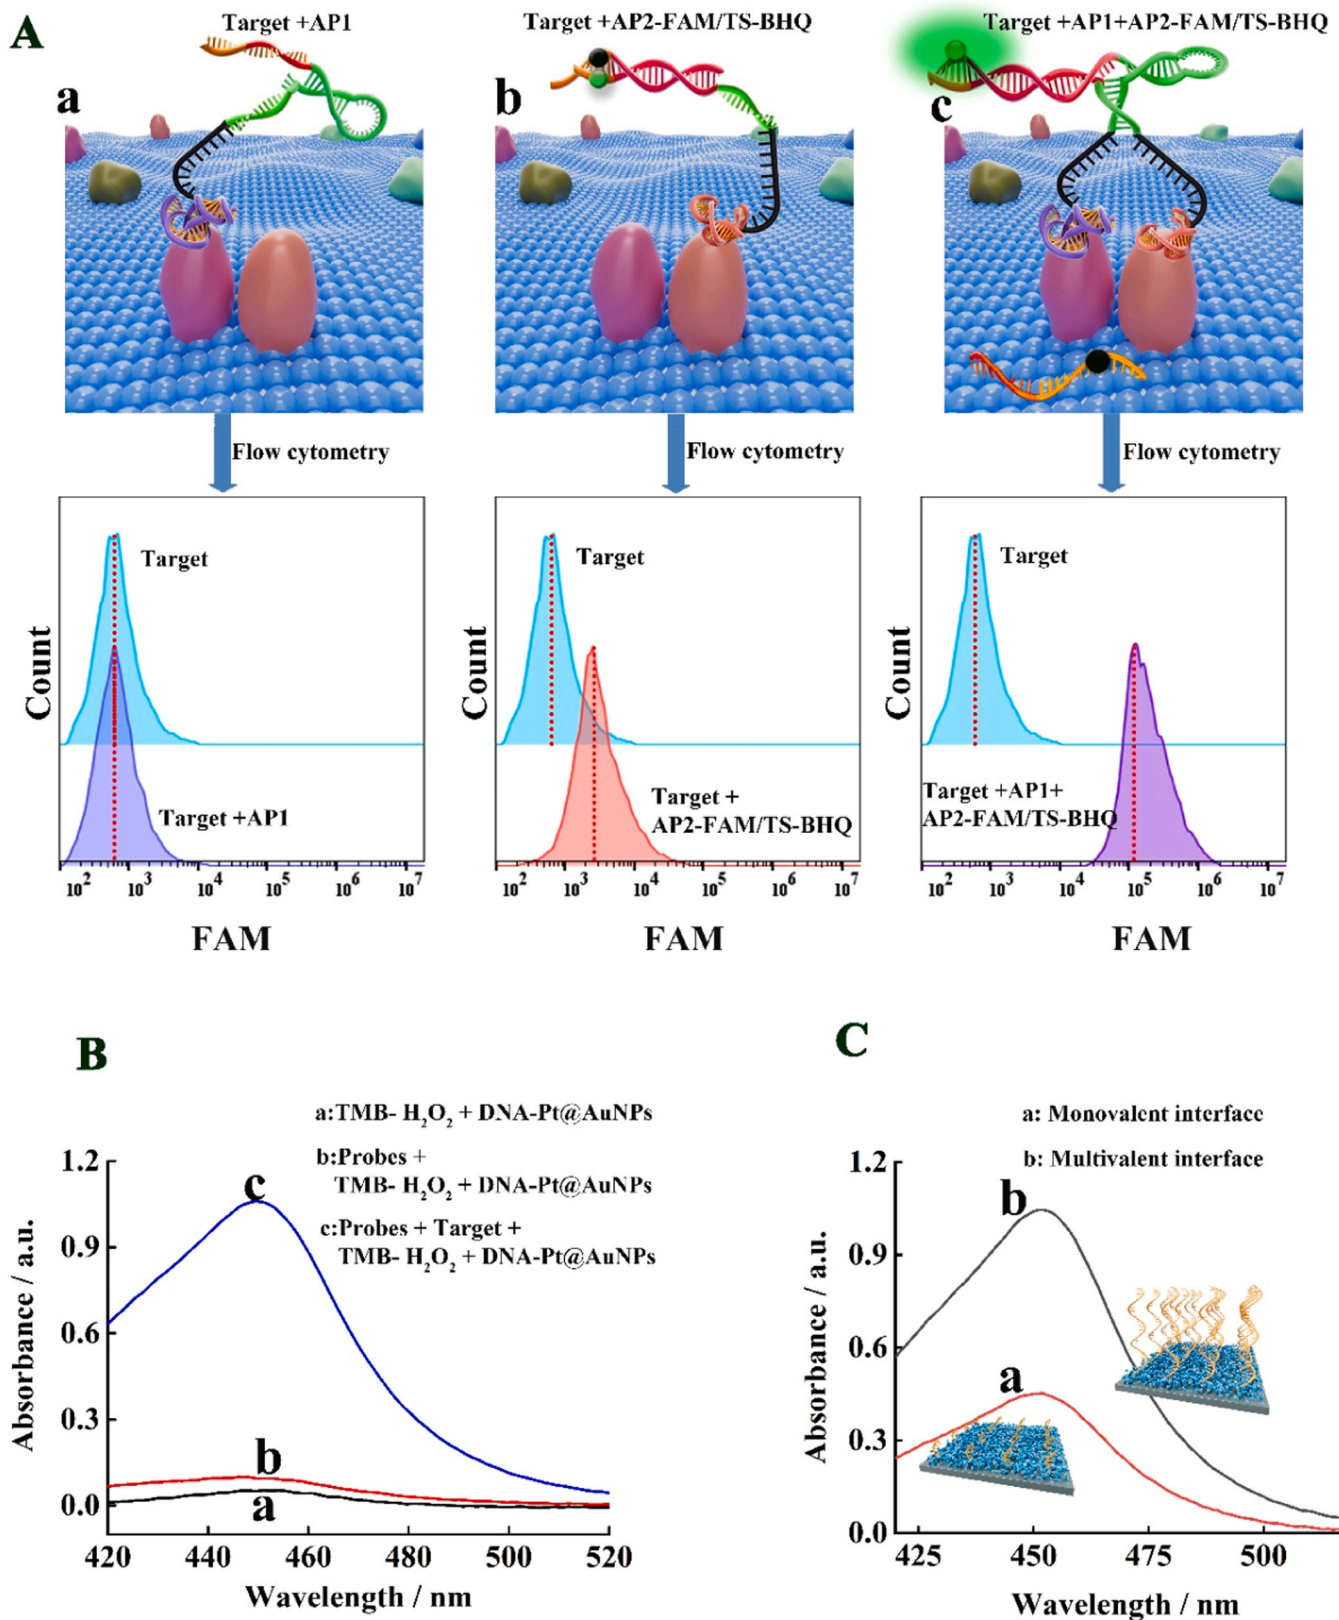 A
Target +AP1
Target +AP2-FAM/TS-BHQ
Target +AP1+AP2-FAM/TS-BHQ
a
b
c
Flow cytometry
Flow cytometry
Flow cytometry
Count
Target
Target +AP1
10² 10³ 10⁴ 10⁵ 10⁶ 10⁷
FAM
Count
Target
Target +
AP2-FAM/TS-BHQ
10² 10³ 10⁴ 10⁵ 10⁶ 10⁷
FAM
Count
Target
Target +AP1+
AP2-FAM/TS-BHQ
10² 10³ 10⁴ 10⁵ 10⁶ 10⁷
FAM
B
a:TMB- H₂O₂ + DNA-Pt@AuNPs
b:Probes +
TMB- H₂O₂ + DNA-Pt@AuNPs
c:Probes + Target +
TMB- H₂O₂ + DNA-Pt@AuNPs
Absorbance / a.u.
1.2
0.9
0.6
0.3
0.0
c
b
a
420 440 460 480 500 520
Wavelength / nm
C
a: Monovalent interface
b: Multivalent interface
Absorbance / a.u.
1.2
0.9
0.6
0.3
0.0
b
a
425 450 475 500
Wavelength / nm